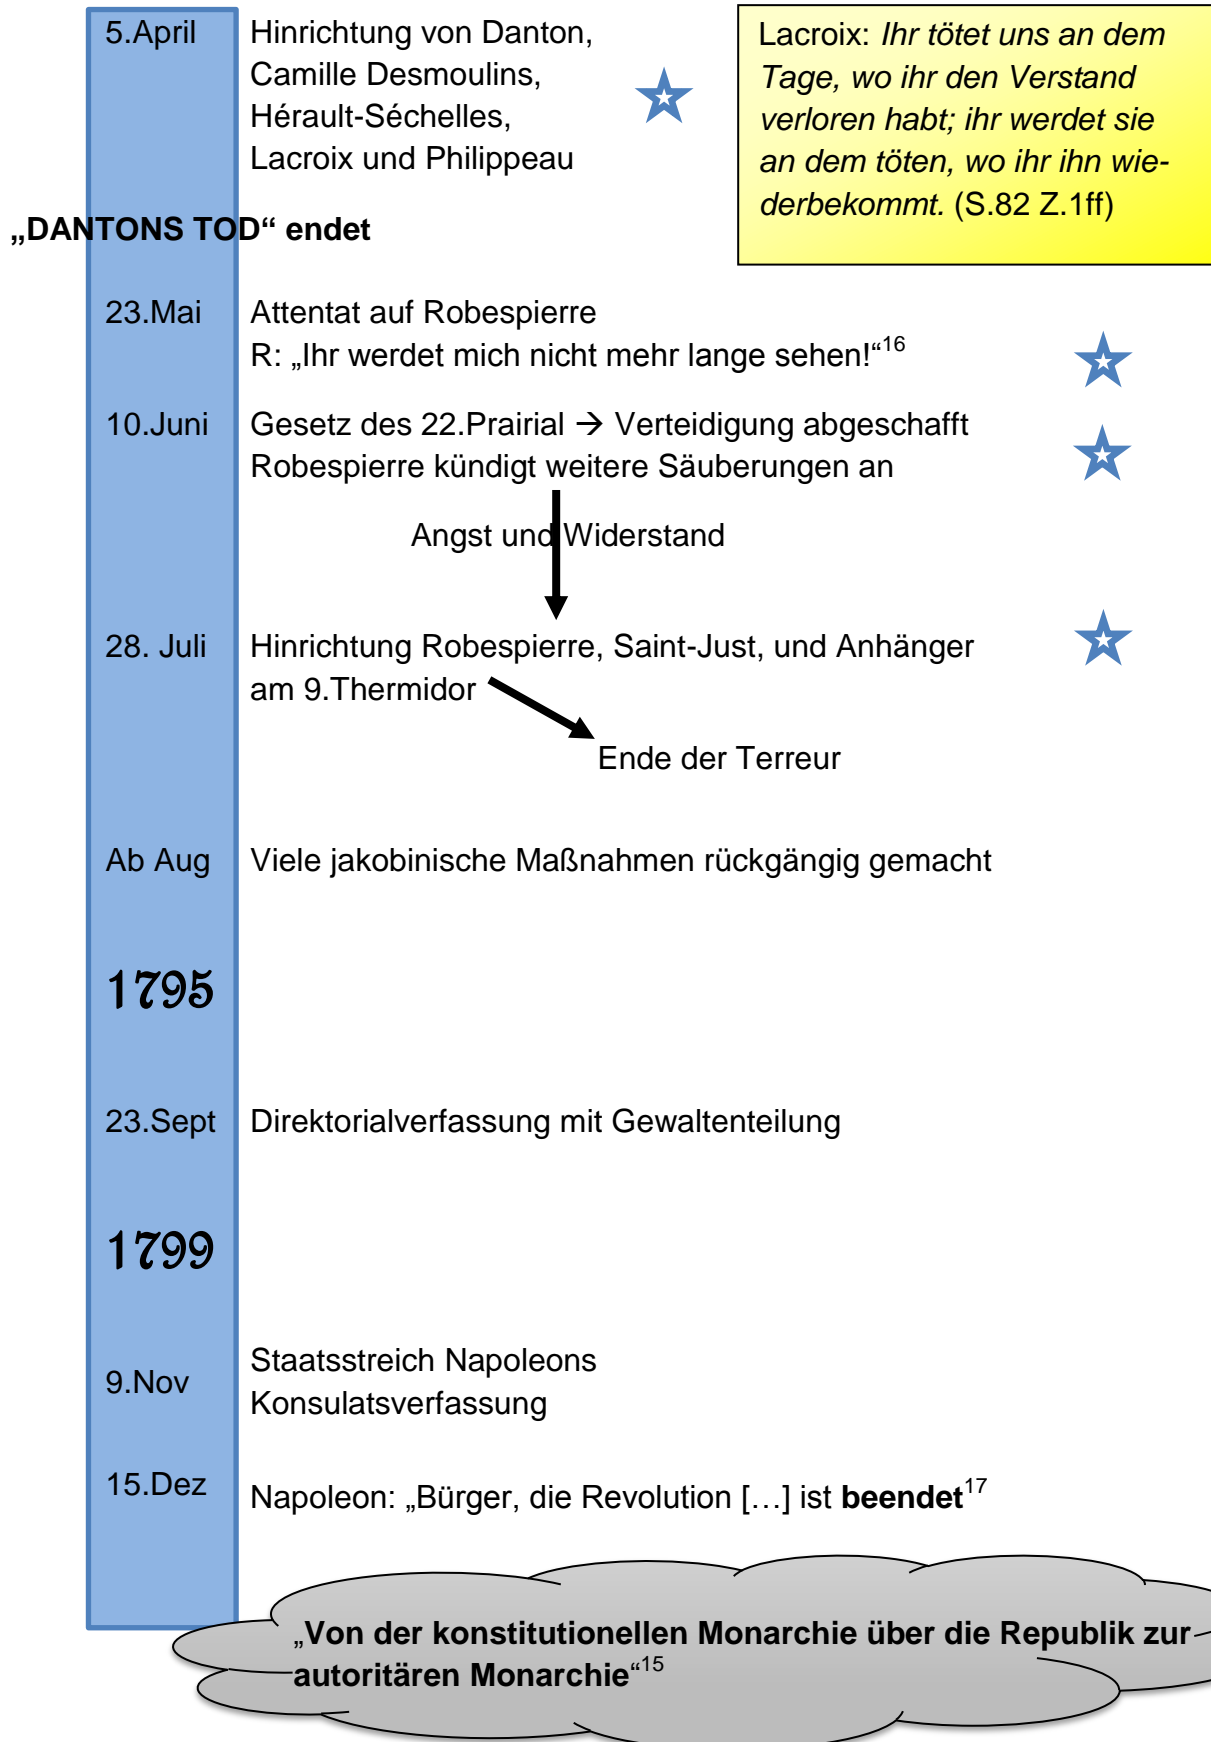 5.April Hinrichtung von Danton,
Camille Desmoulins,
Hérault-Séchelles,
Lacroix und Philippeau
Lacroix: Ihr tötet uns an dem
Tage, wo ihr den Verstand
verloren habt; ihr werdet sie
an dem töten, wo ihr ihn wie-
derbekommt. (S.82 Z.1ff)
„DANTONS TOD“ endet
23.Mai Attentat auf Robespierre
R: „Ihr werdet mich nicht mehr lange sehen!“16
10.Juni Gesetz des 22.Prairial → Verteidigung abgeschafft
Robespierre kündigt weitere Säuberungen an
Angst und Widerstand
28. Juli Hinrichtung Robespierre, Saint-Just, und Anhänger
am 9.Thermidor
Ende der Terreur
Ab Aug Viele jakobinische Maßnahmen rückgängig gemacht
1795
23.Sept Direktorialverfassung mit Gewaltenteilung
1799
9.Nov Staatsstreich Napoleons
Konsulatsverfassung
15.Dez Napoleon: „Bürger, die Revolution […] ist beendet17
„Von der konstitutionellen Monarchie über die Republik zur
autoritären Monarchie“15